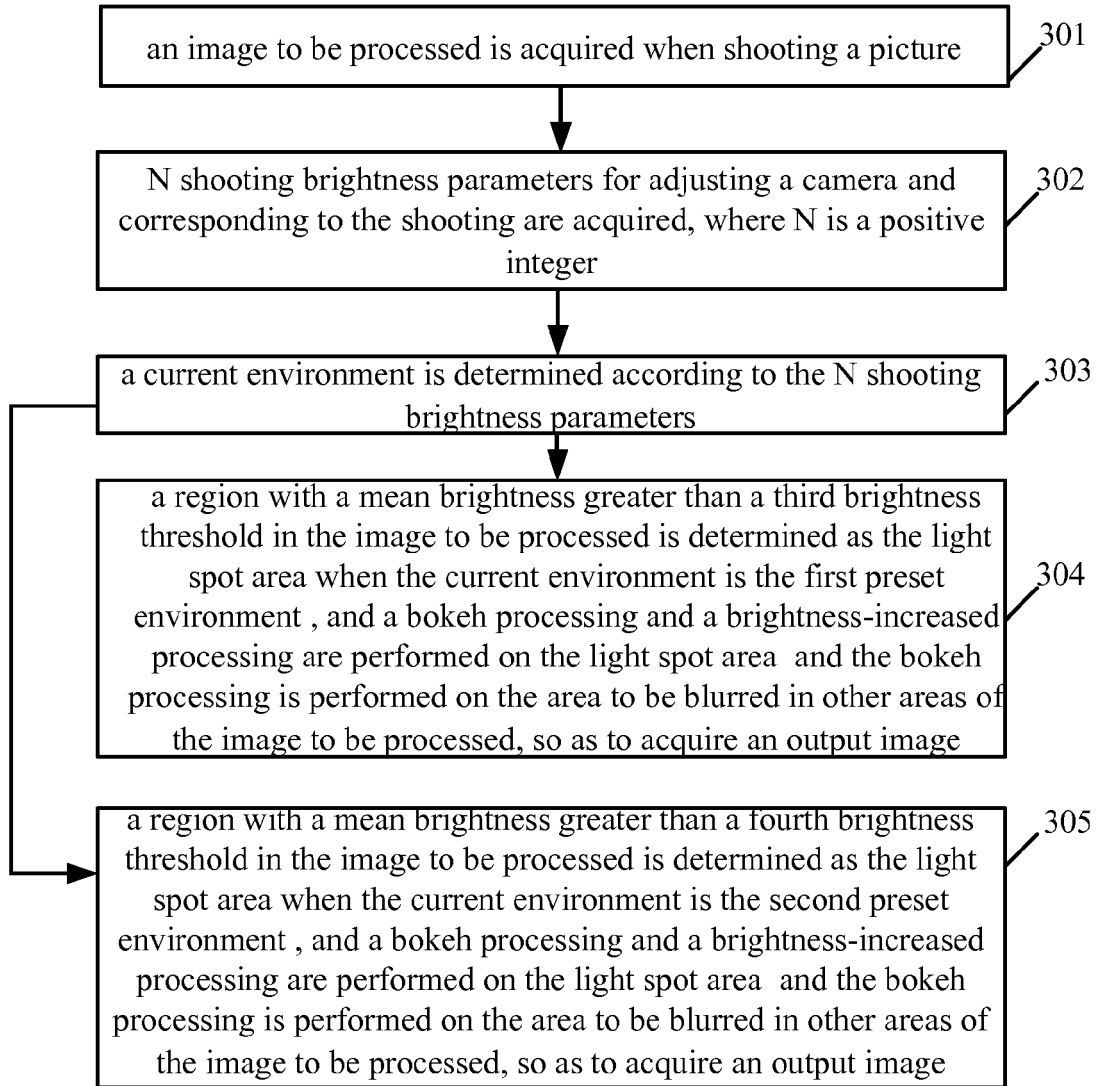 an image to be processed is acquired when shooting a picture
301
N shooting brightness parameters for adjusting a camera and
corresponding to the shooting are acquired, where N is a positive
integer
302
a current environment is determined according to the N shooting
brightness parameters
303
a region with a mean brightness greater than a third brightness
threshold in the image to be processed is determined as the light
spot area when the current environment is the first preset
environment , and a bokeh processing and a brightness-increased
processing are performed on the light spot area  and the bokeh
processing is performed on the area to be blurred in other areas of
the image to be processed, so as to acquire an output image
304
a region with a mean brightness greater than a fourth brightness
threshold in the image to be processed is determined as the light
spot area when the current environment is the second preset
environment , and a bokeh processing and a brightness-increased
processing are performed on the light spot area  and the bokeh
processing is performed on the area to be blurred in other areas of
the image to be processed, so as to acquire an output image
305